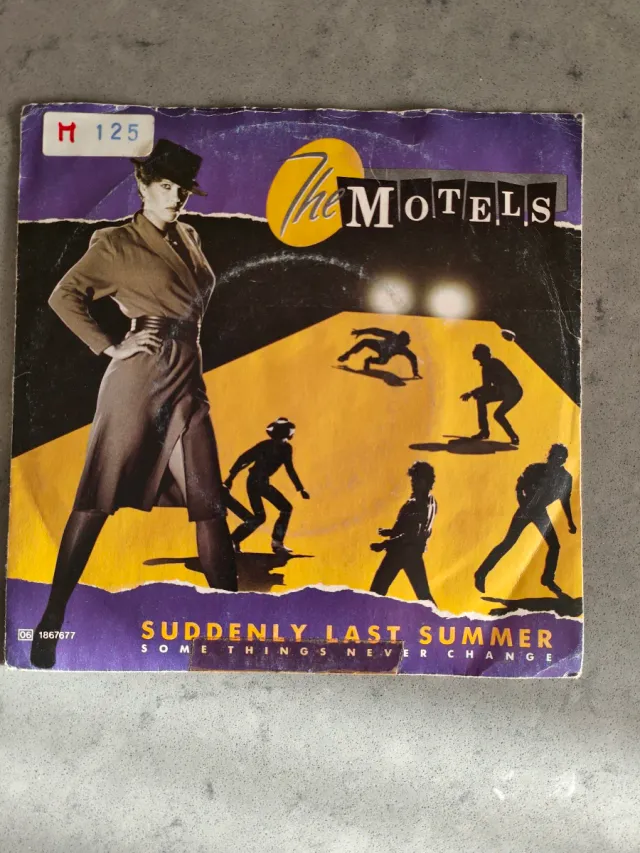 M 125
The MOTELS
06 1867677
SUDDENLY LAST SUMMER
SOME THINGS NEVER CHANGE